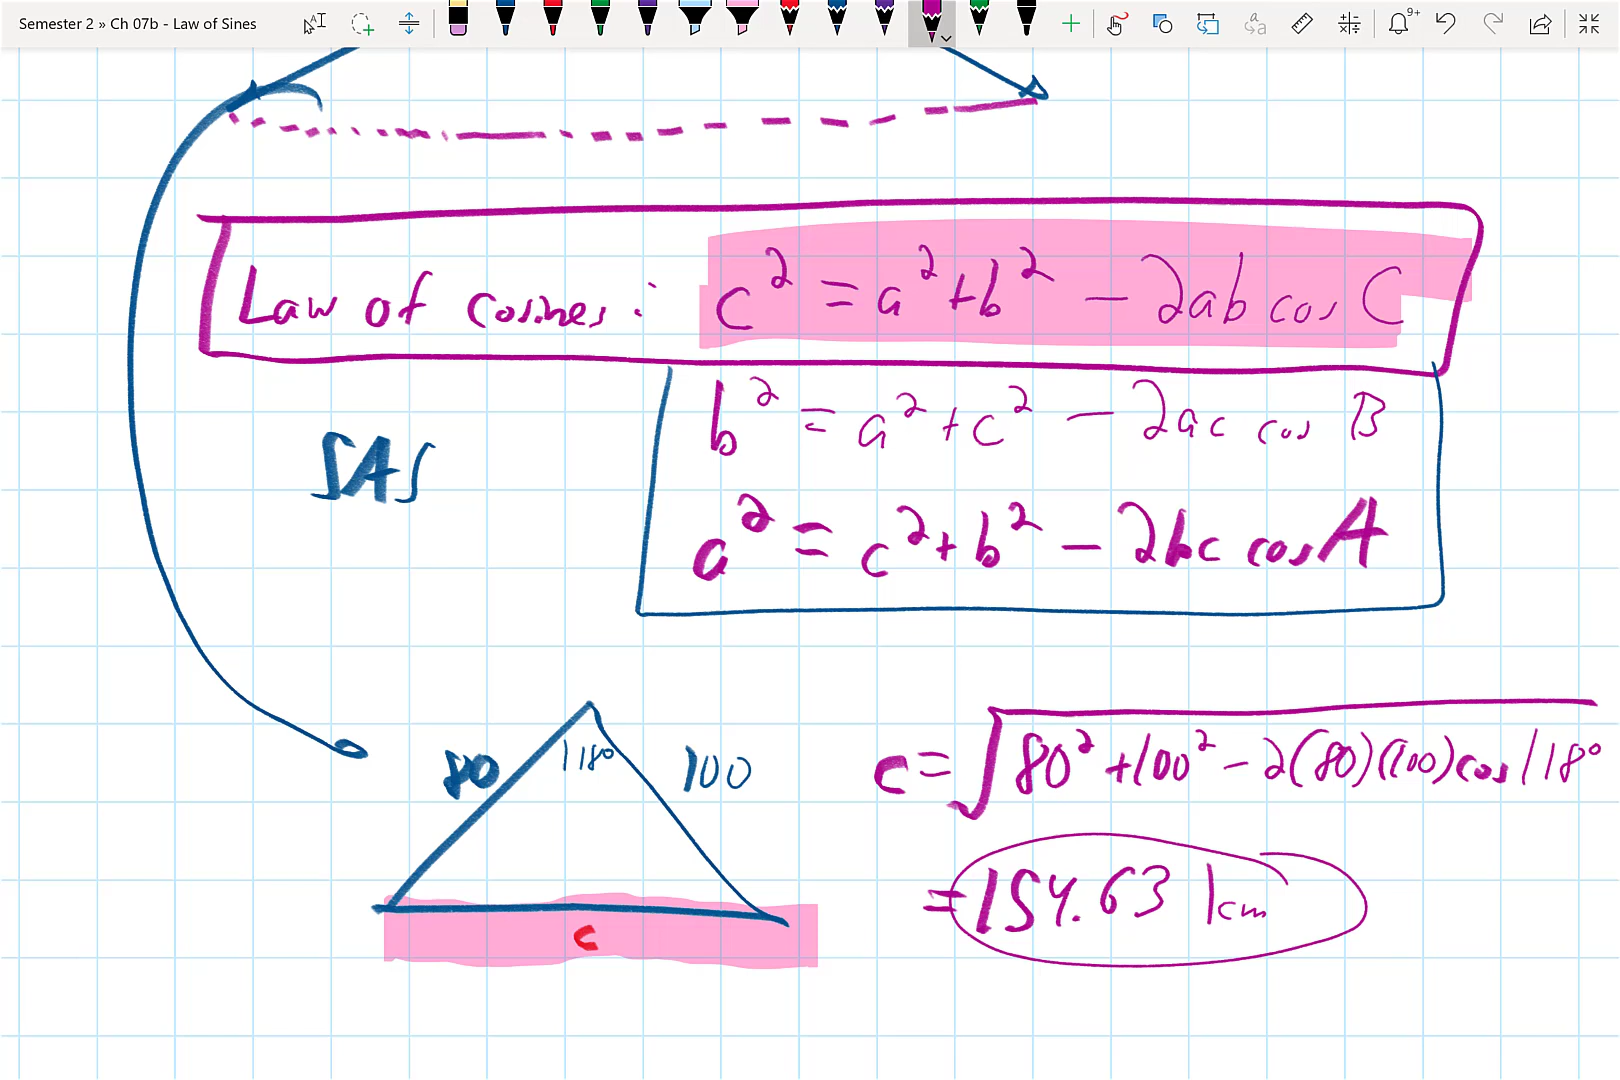 Semester 2 » Ch 07b - Law of Sines
9+
Law of Cosines: c² = a² + b² - 2ab cos C
b² = a² + c² - 2ac cos B
SAS
a² = c² + b² - 2bc cos A
80 118° 100
c = √80² + 100² - 2(80)(100) cos 118°
= 154.63 km
c